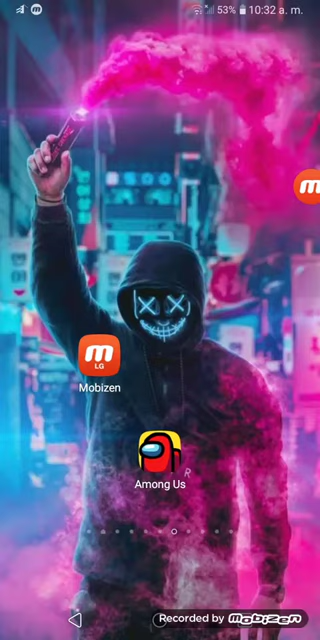 53% 10:32 a. m.
m
LG
Mobizen
Among Us
Recorded by mobizen